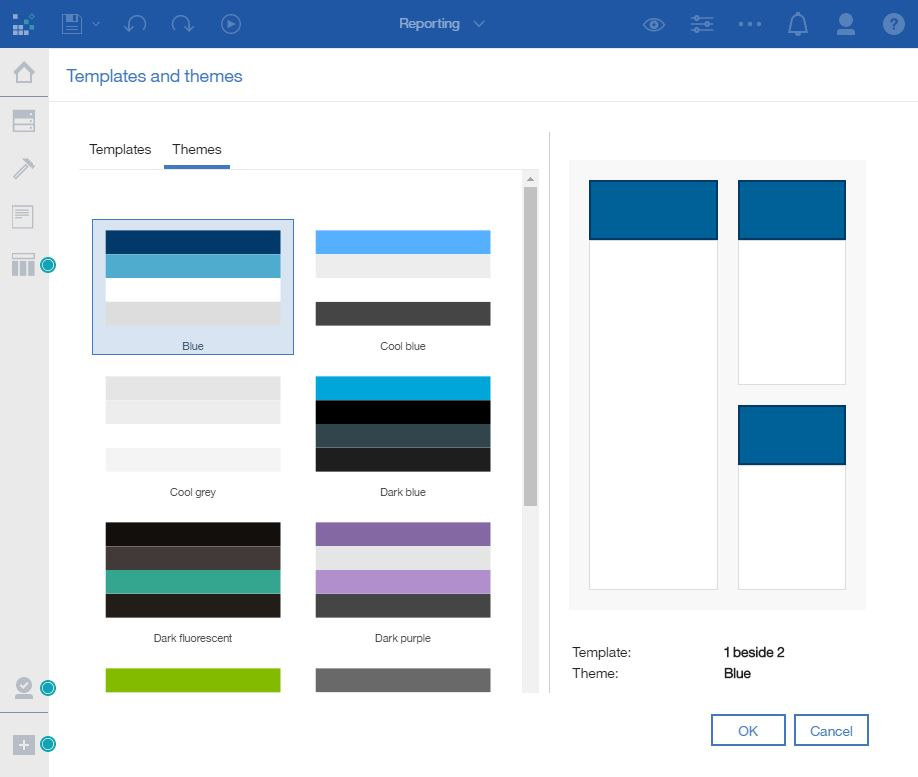 Reporting
?
Templates and themes
Templates Themes
Blue Cool blue
Cool grey Dark blue
Dark fluorescent Dark purple
Template: 1 beside 2
Theme: Blue
OK Cancel